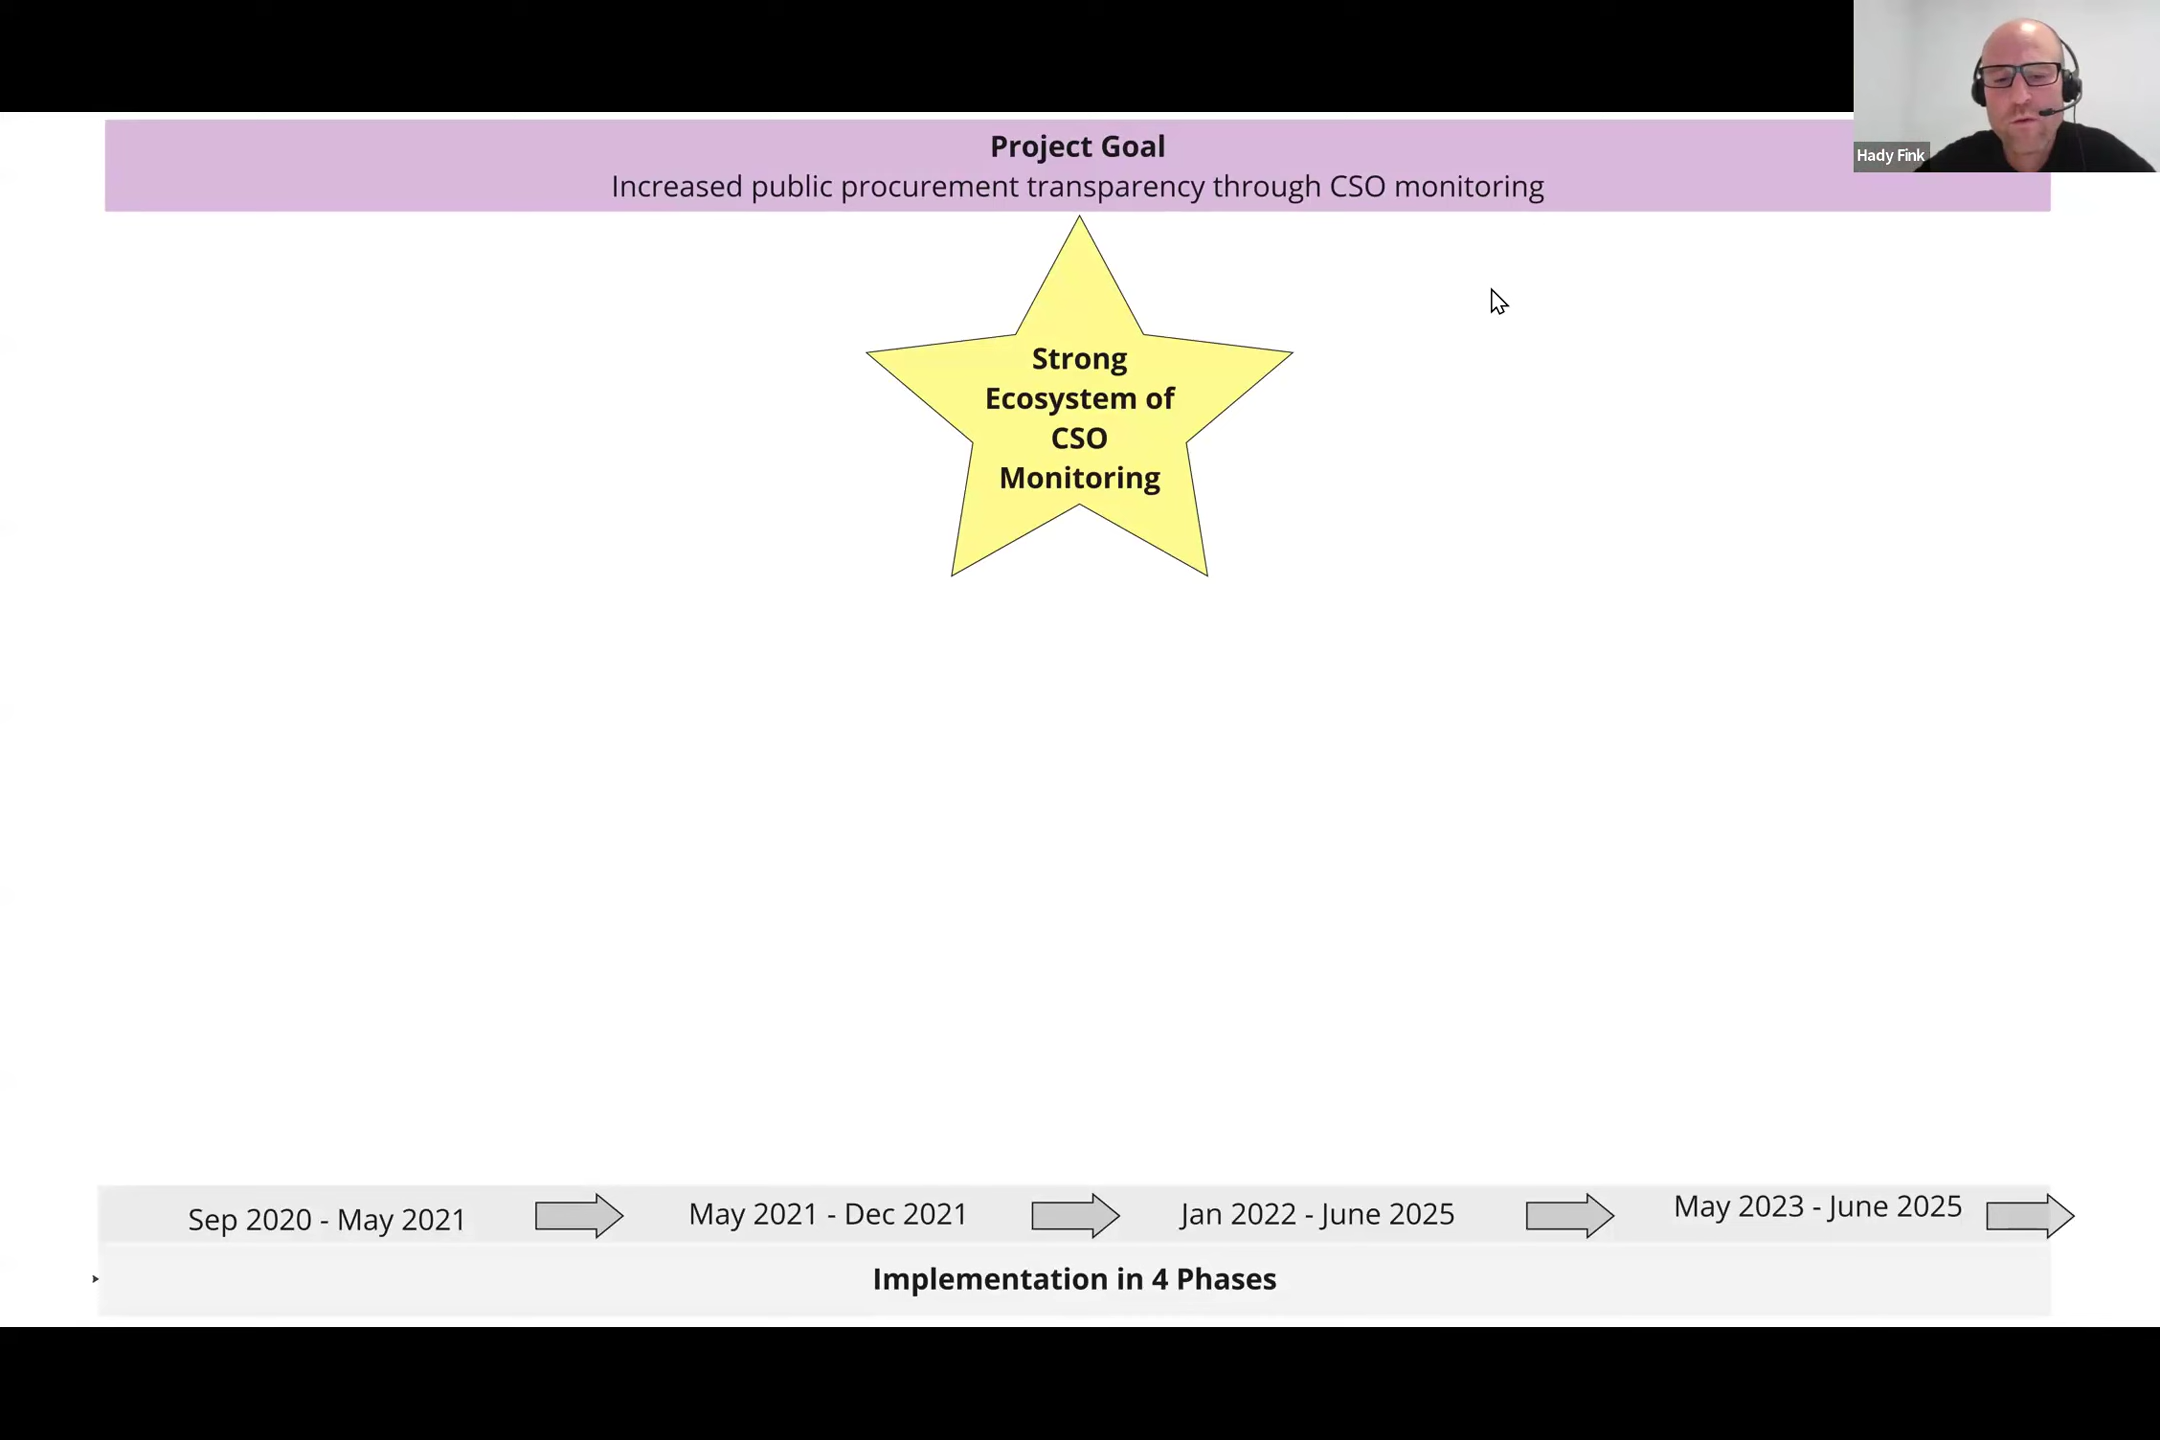 Project Goal
Increased public procurement transparency through CSO monitoring
Hady Fink
Strong
Ecosystem of
CSO
Monitoring
Sep 2020 - May 2021
May 2021 - Dec 2021
Jan 2022 - June 2025
May 2023 - June 2025
Implementation in 4 Phases